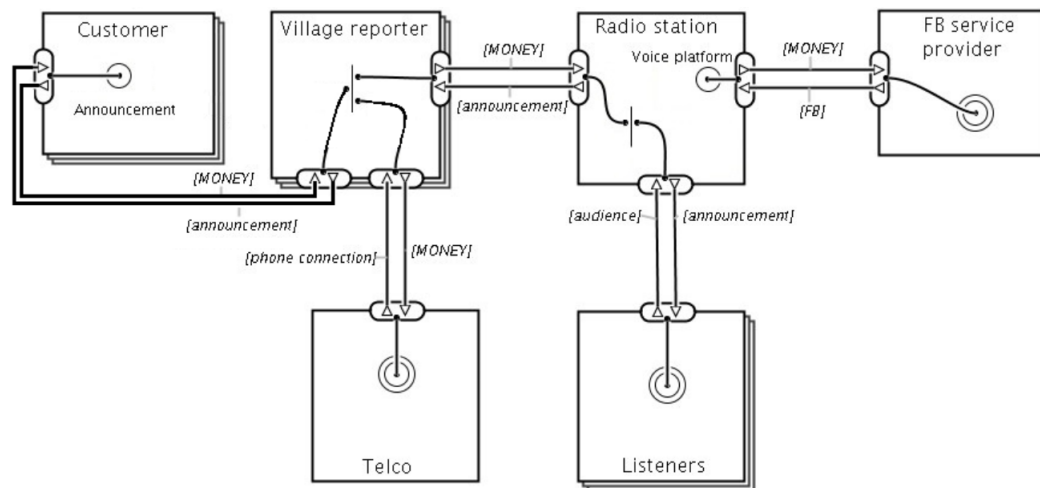 Customer
Village reporter
Radio station
FB service
provider
Voice platform
{MONEY}
{MONEY}
Announcement
{announcement}
{FB}
{MONEY}
{announcement}
{audience}
{announcement}
{phone connection}
{MONEY}
Telco
Listeners